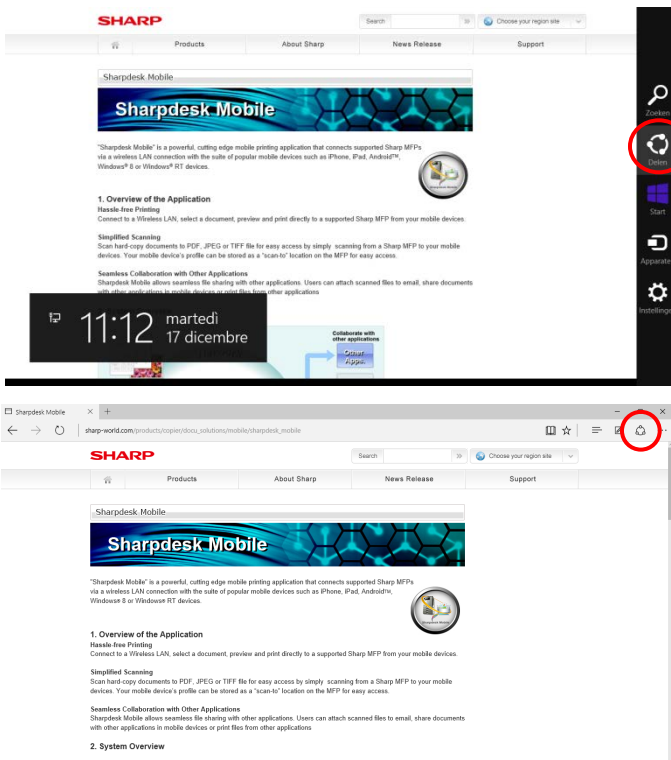 SHARP
Search
Choose your region site
Products
About Sharp
News Release
Support
Sharpdesk Mobile
Sharpdesk Mobile
"Sharpdesk Mobile" is a powerful, cutting edge mobile printing application that connects supported Sharp MFPs
via a wireless LAN connection with the suite of popular mobile devices such as iPhone, iPad, Android™,
Windows® 8 or Windows® RT devices.
1. Overview of the Application
Hassle-free Printing
Connect to a Wireless LAN, select a document, preview and print directly to a supported Sharp MFP from your mobile devices.
Simplified Scanning
Scan hard-copy documents to PDF, JPEG or TIFF file for easy access by simply scanning from a Sharp MFP to your mobile
devices. Your mobile device's profile can be stored as a "scan-to" location on the MFP for easy access.
Seamless Collaboration with Other Applications
Sharpdesk Mobile allows seamless file sharing with other applications. Users can attach scanned files to email, share documents
with other applications in mobile devices or print files from other applications
11:12
martedì
17 dicembre
Collaborate with
other applications
Other
Appli.
Zoeken
Delen
Start
Apparate
Instellinge
Sharpdesk Mobile
sharp-world.com/products/copier/docu_solutions/mobile/sharpdesk_mobile
SHARP
Search
Choose your region site
Products
About Sharp
News Release
Support
Sharpdesk Mobile
Sharpdesk Mobile
"Sharpdesk Mobile" is a powerful, cutting edge mobile printing application that connects supported Sharp MFPs
via a wireless LAN connection with the suite of popular mobile devices such as iPhone, iPad, Android™,
Windows® 8 or Windows® RT devices.
1. Overview of the Application
Hassle-free Printing
Connect to a Wireless LAN, select a document, preview and print directly to a supported Sharp MFP from your mobile devices.
Simplified Scanning
Scan hard-copy documents to PDF, JPEG or TIFF file for easy access by simply scanning from a Sharp MFP to your mobile
devices. Your mobile device's profile can be stored as a "scan-to" location on the MFP for easy access.
Seamless Collaboration with Other Applications
Sharpdesk Mobile allows seamless file sharing with other applications. Users can attach scanned files to email, share documents
with other applications in mobile devices or print files from other applications
2. System Overview